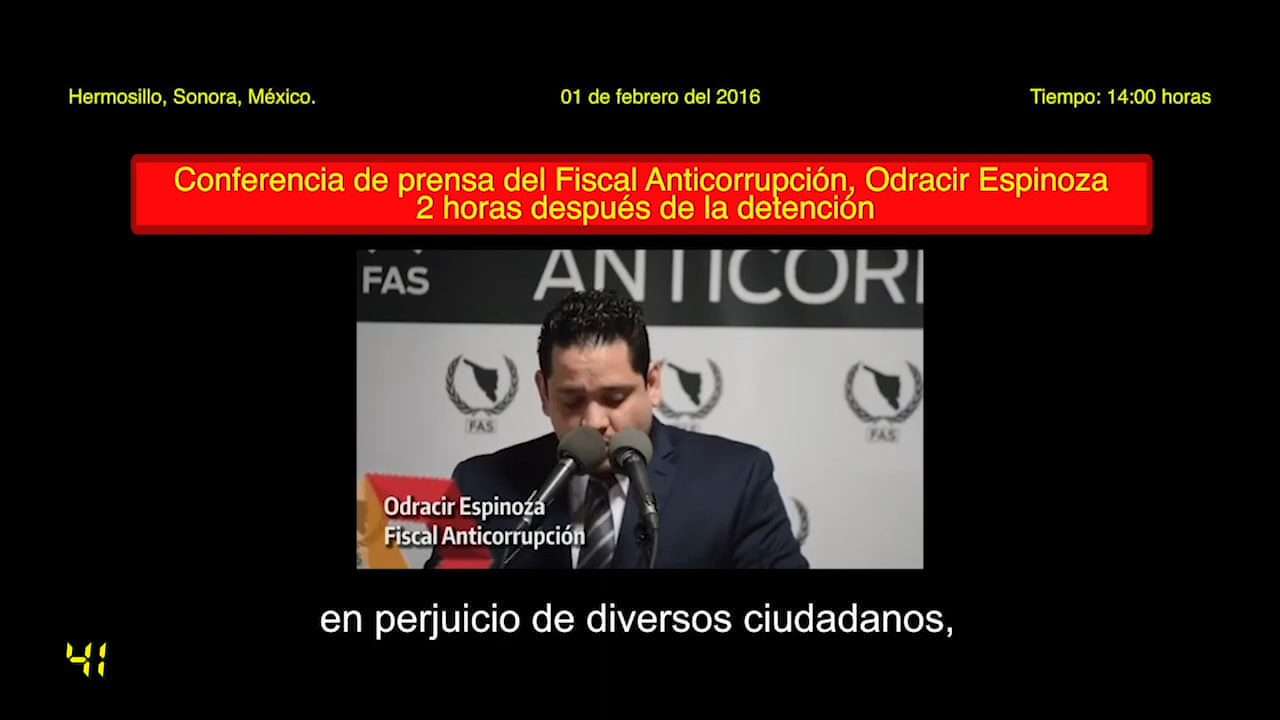 Hermosillo, Sonora, México.
01 de febrero del 2016
Tiempo: 14:00 horas
Conferencia de prensa del Fiscal Anticorrupción, Odracir Espinoza
2 horas después de la detención
FAS
ANTICOR
FAS
FAS
Odracir Espinoza
Fiscal Anticorrupción
en perjuicio de diversos ciudadanos,
41